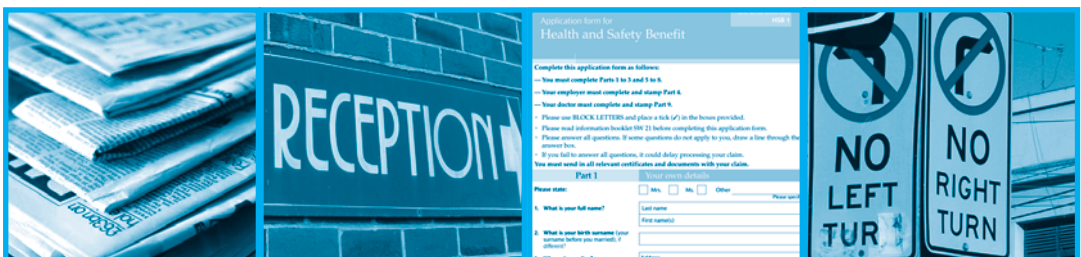 RECEPTION
Application form for
HSB 1
Health and Safety Benefit
Complete this application form as follows:
— You must complete Parts 1 to 3 and 5 to 8.
— Your employer must complete and stamp Part 4.
— Your doctor must complete and stamp Part 9.
• Please use BLOCK LETTERS and place a tick (✓) in the boxes provided.
• Please read information booklet SW 21 before completing this application form.
• Please answer all questions. If some questions do not apply to you, draw a line through the
answer box.
• If you fail to answer all questions, it could delay processing your claim.
You must send in all relevant certificates and documents with your claim.
Part 1
Your own details
Please state:
Mrs.
Ms.
Other
Please speci
1. What is your full name?
Last name
First name(s)
2. What is your birth surname (your
surname before you married), if
different?
NO
LEFT
TUR
NO
RIGHT
TURN